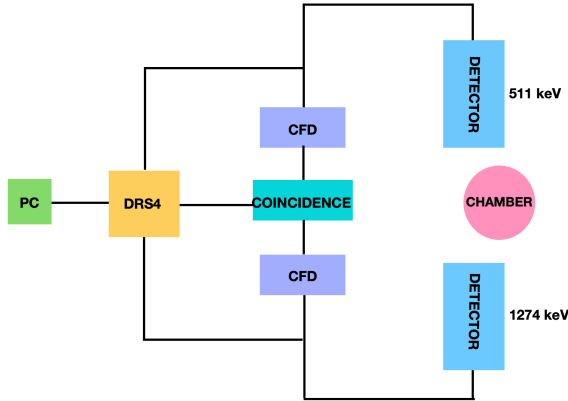 DETECTOR
511 keV
CFD
PC
DRS4
COINCIDENCE
CHAMBER
CFD
DETECTOR
1274 keV